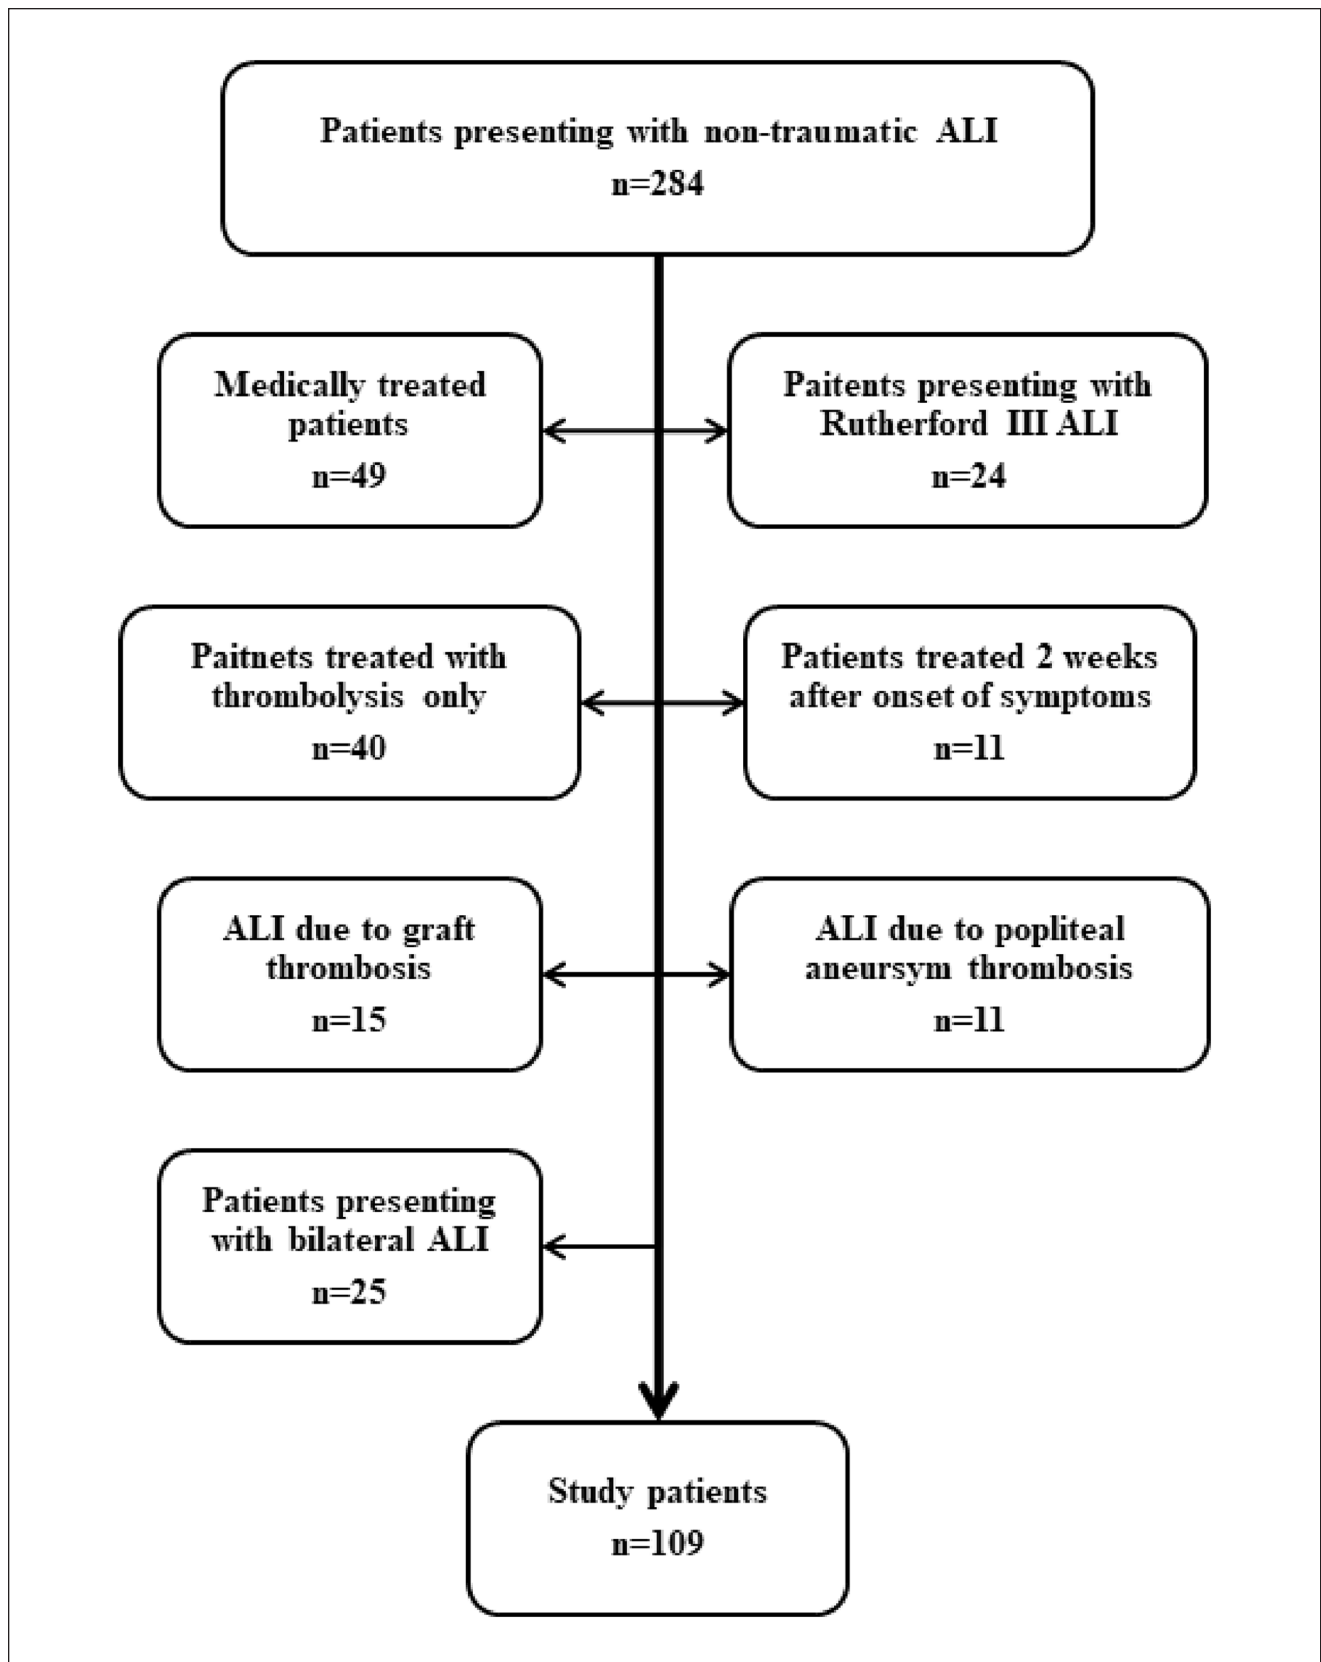 Patients presenting with non-traumatic ALI
n=284
Medically treated
patients
n=49
Paitents presenting with
Rutherford III ALI
n=24
Paitnets treated with
thrombolysis only
n=40
Patients treated 2 weeks
after onset of symptoms
n=11
ALI due to graft
thrombosis
n=15
ALI due to popliteal
aneursym thrombosis
n=11
Patients presenting
with bilateral ALI
n=25
Study patients
n=109